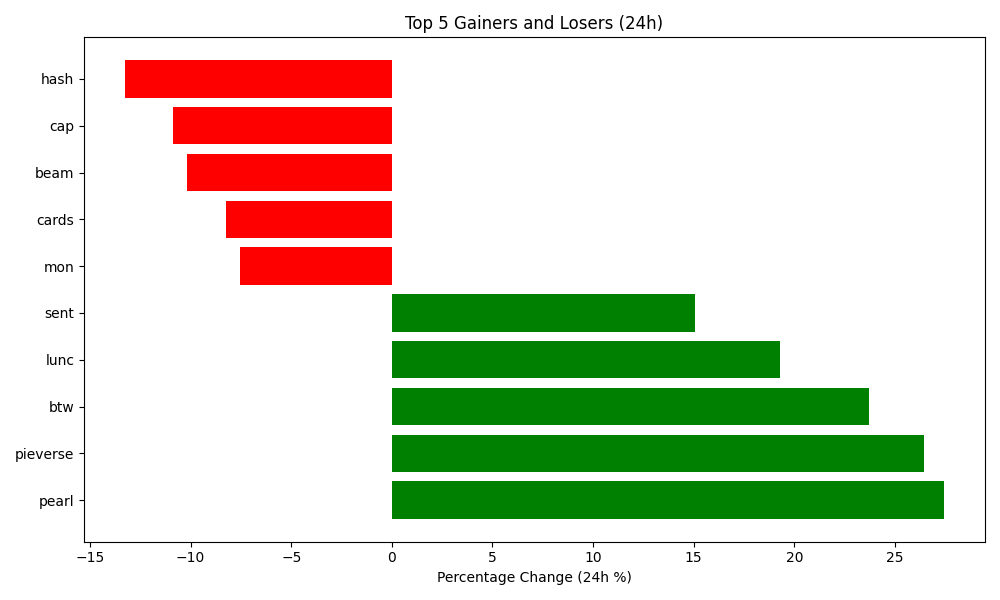 Top 5 Gainers and Losers (24h)
hash
cap
beam
cards
mon
sent
lunc
btw
pieverse
pearl
−15 −10 −5 0 5 10 15 20 25
Percentage Change (24h %)